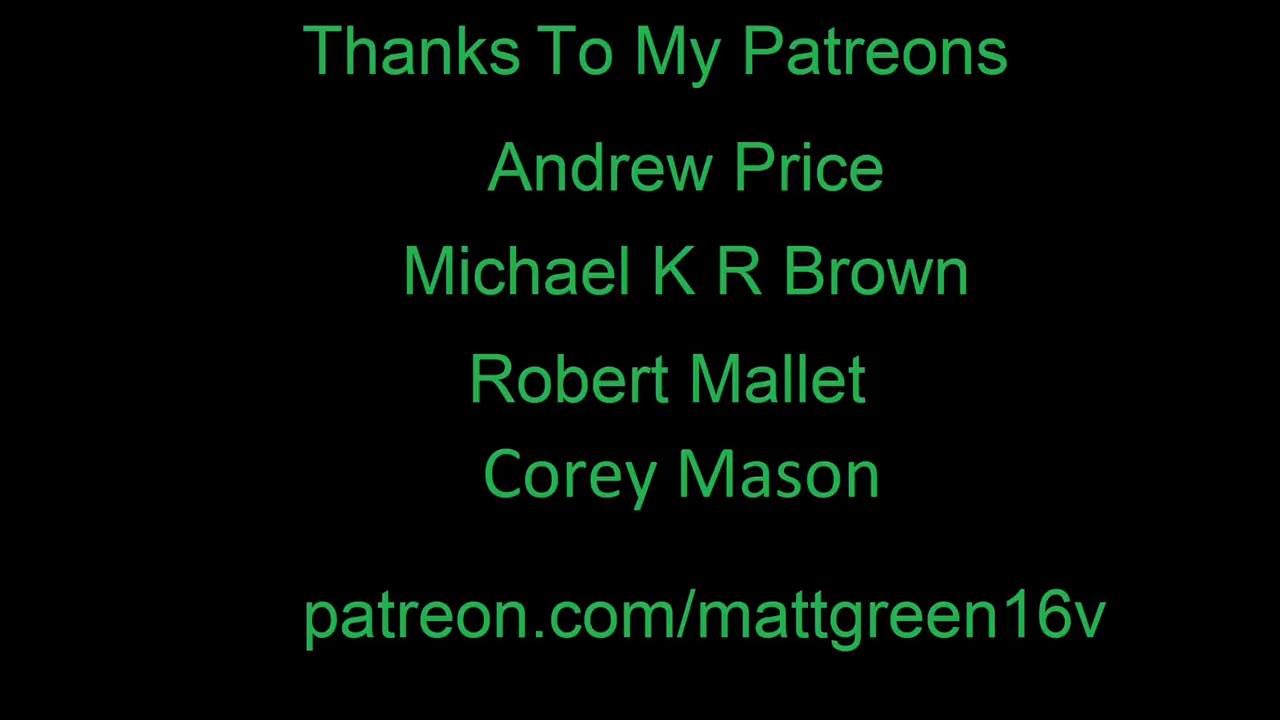 Thanks To My Patreons
Andrew Price
Michael K R Brown
Robert Mallet
Corey Mason
patreon.com/mattgreen16v